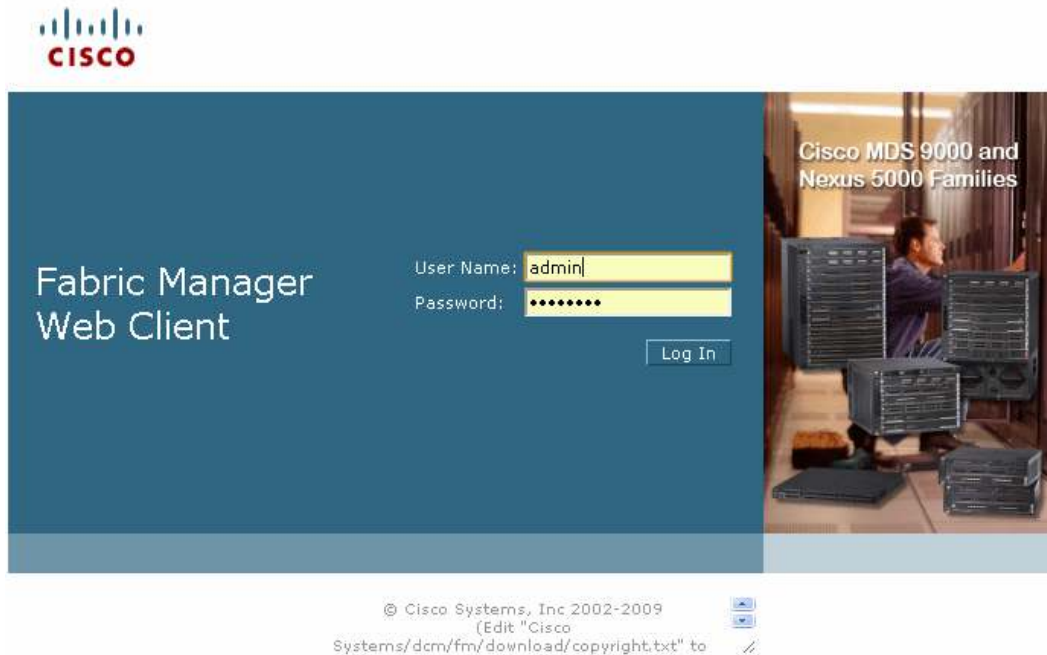 CISCO
Cisco MDS 9000 and
Nexus 5000 Families
Fabric Manager
Web Client
User Name: admin
Password: ••••••••
Log In
© Cisco Systems, Inc 2002-2009
(Edit "Cisco
Systems/dcm/fm/download/copyright.txt" to